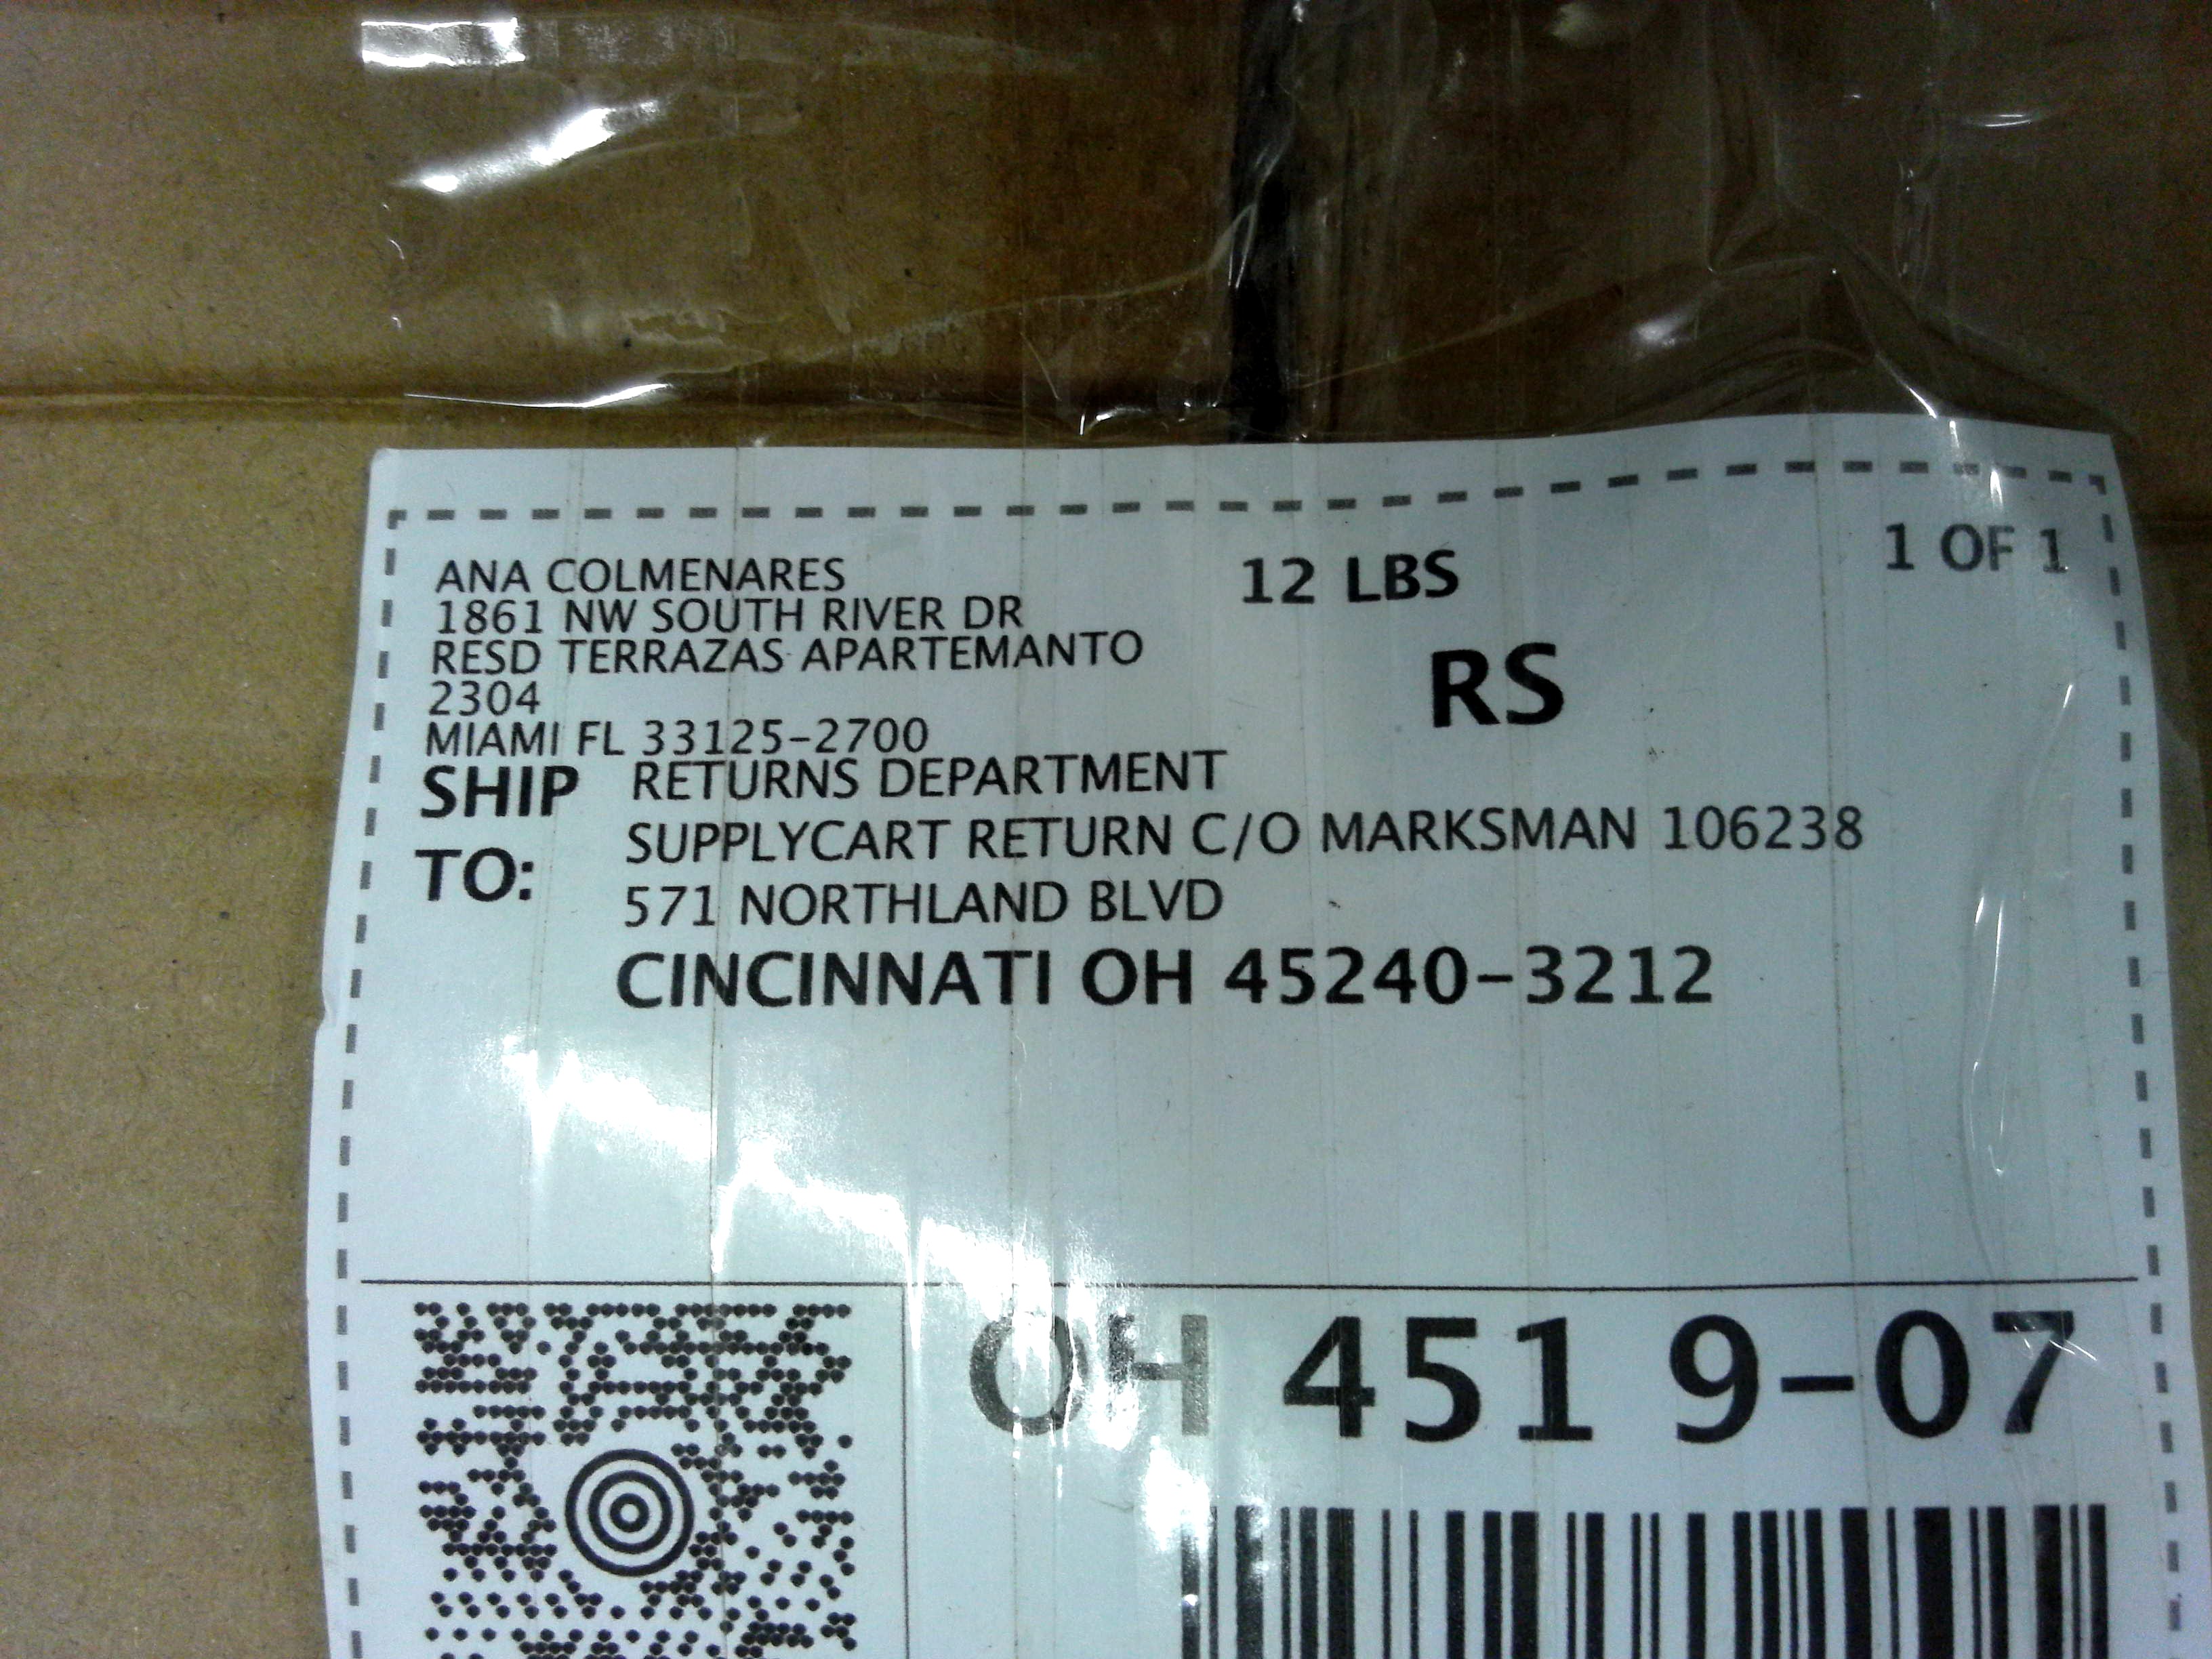 ANA COLMENARES
1861 NW SOUTH RIVER DR
RESD TERRAZAS APARTEMANTO
2304
MIAMI FL 33125-2700
12 LBS
1 OF 1
RS
SHIP TO:
RETURNS DEPARTMENT
SUPPLYCART RETURN C/O MARKSMAN 106238
571 NORTHLAND BLVD
CINCINNATI OH 45240-3212
OH 451 9-07